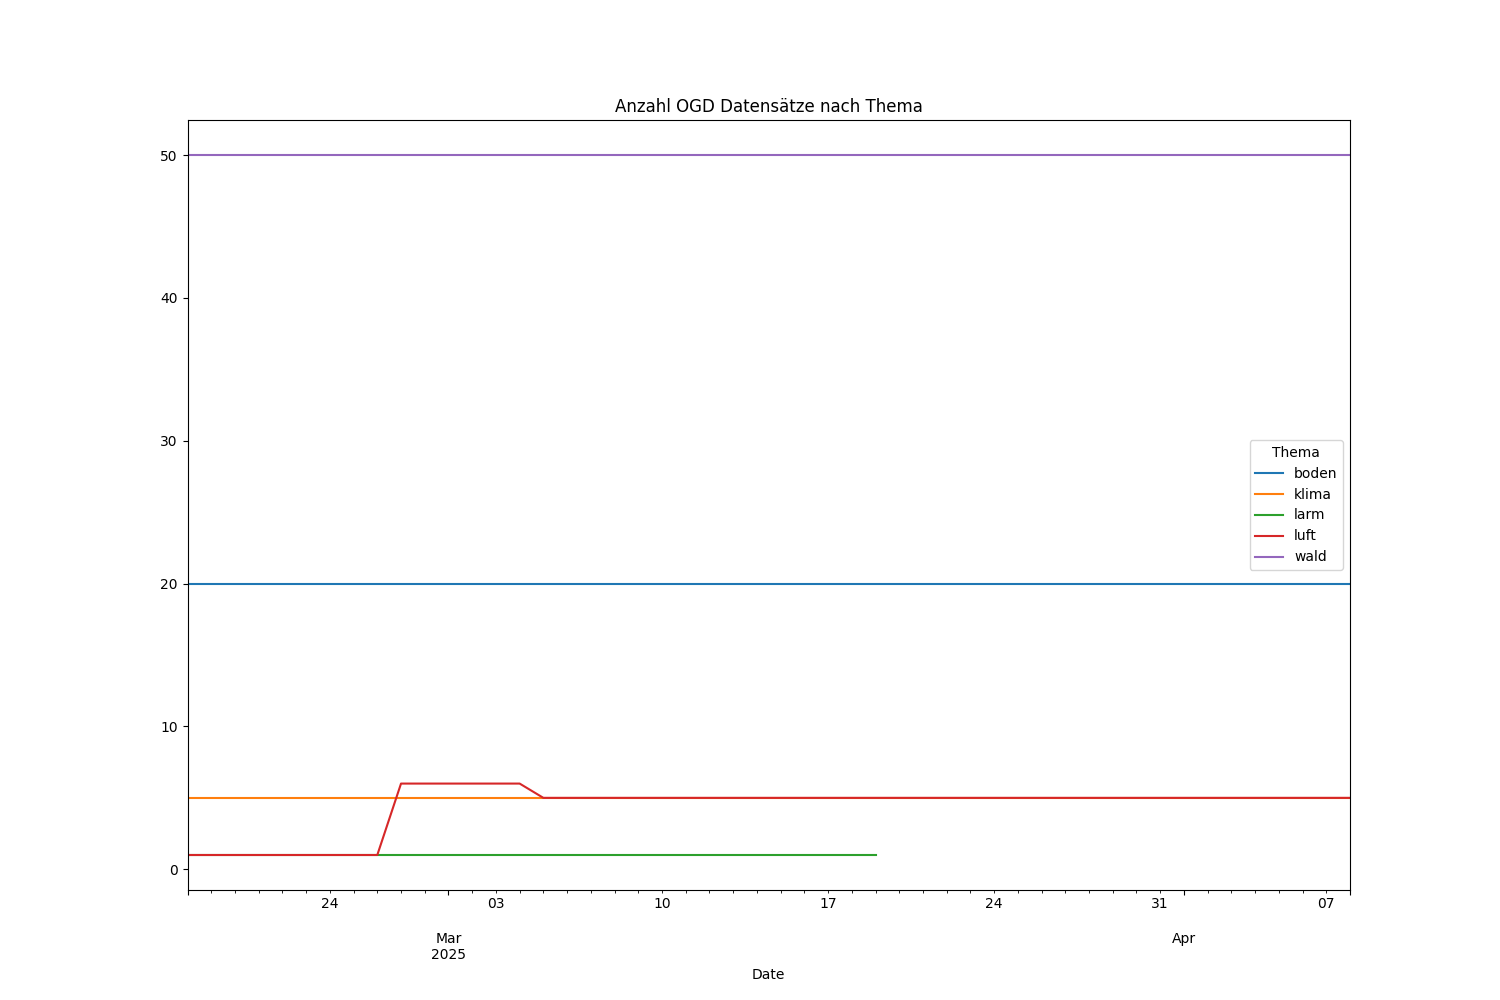 Anzahl OGD Datensätze nach Thema
50
40
30
20
10
0
Thema
boden
klima
larm
luft
wald
24 03 10 17 24 31 07
Mar Apr
2025
Date